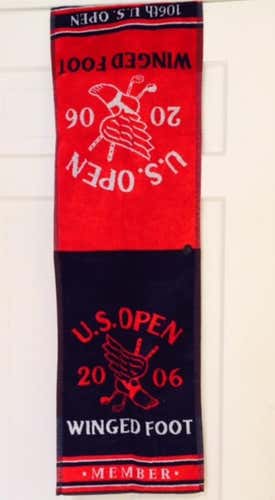 106th U.S. OPEN
WINGED FOOT
20 06
U.S. OPEN
U.S. OPEN
20 06
WINGED FOOT
• MEMBER •